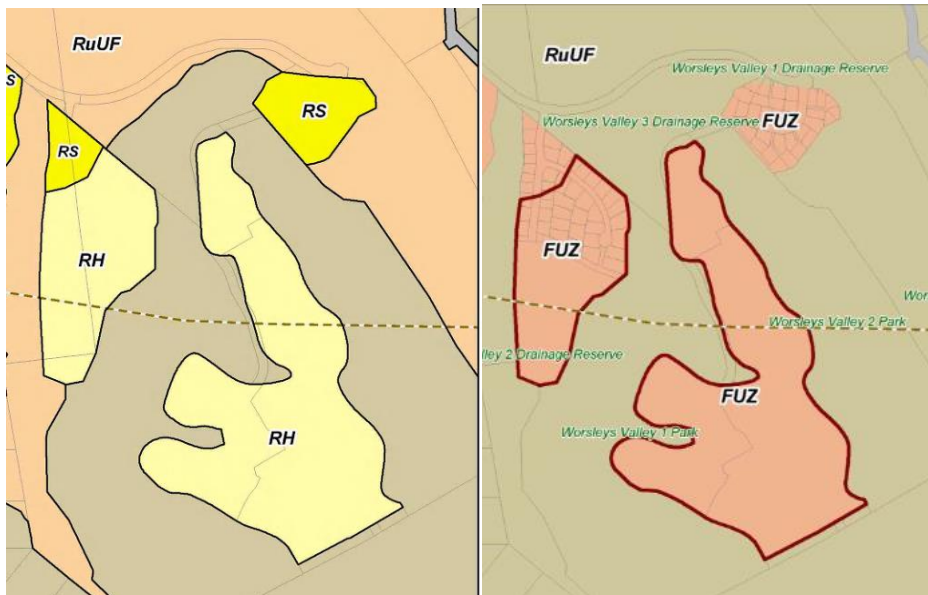 RuUF
S
RS
RS
RH
RH
RuUF
Worsleys Valley 1 Drainage Reserve
Worsleys Valley 3 Drainage Reserve
FUZ
FUZ
Wor
Worsleys Valley 2 Park
lley 2 Drainage Reserve
FUZ
Worsleys Valley 1 Park